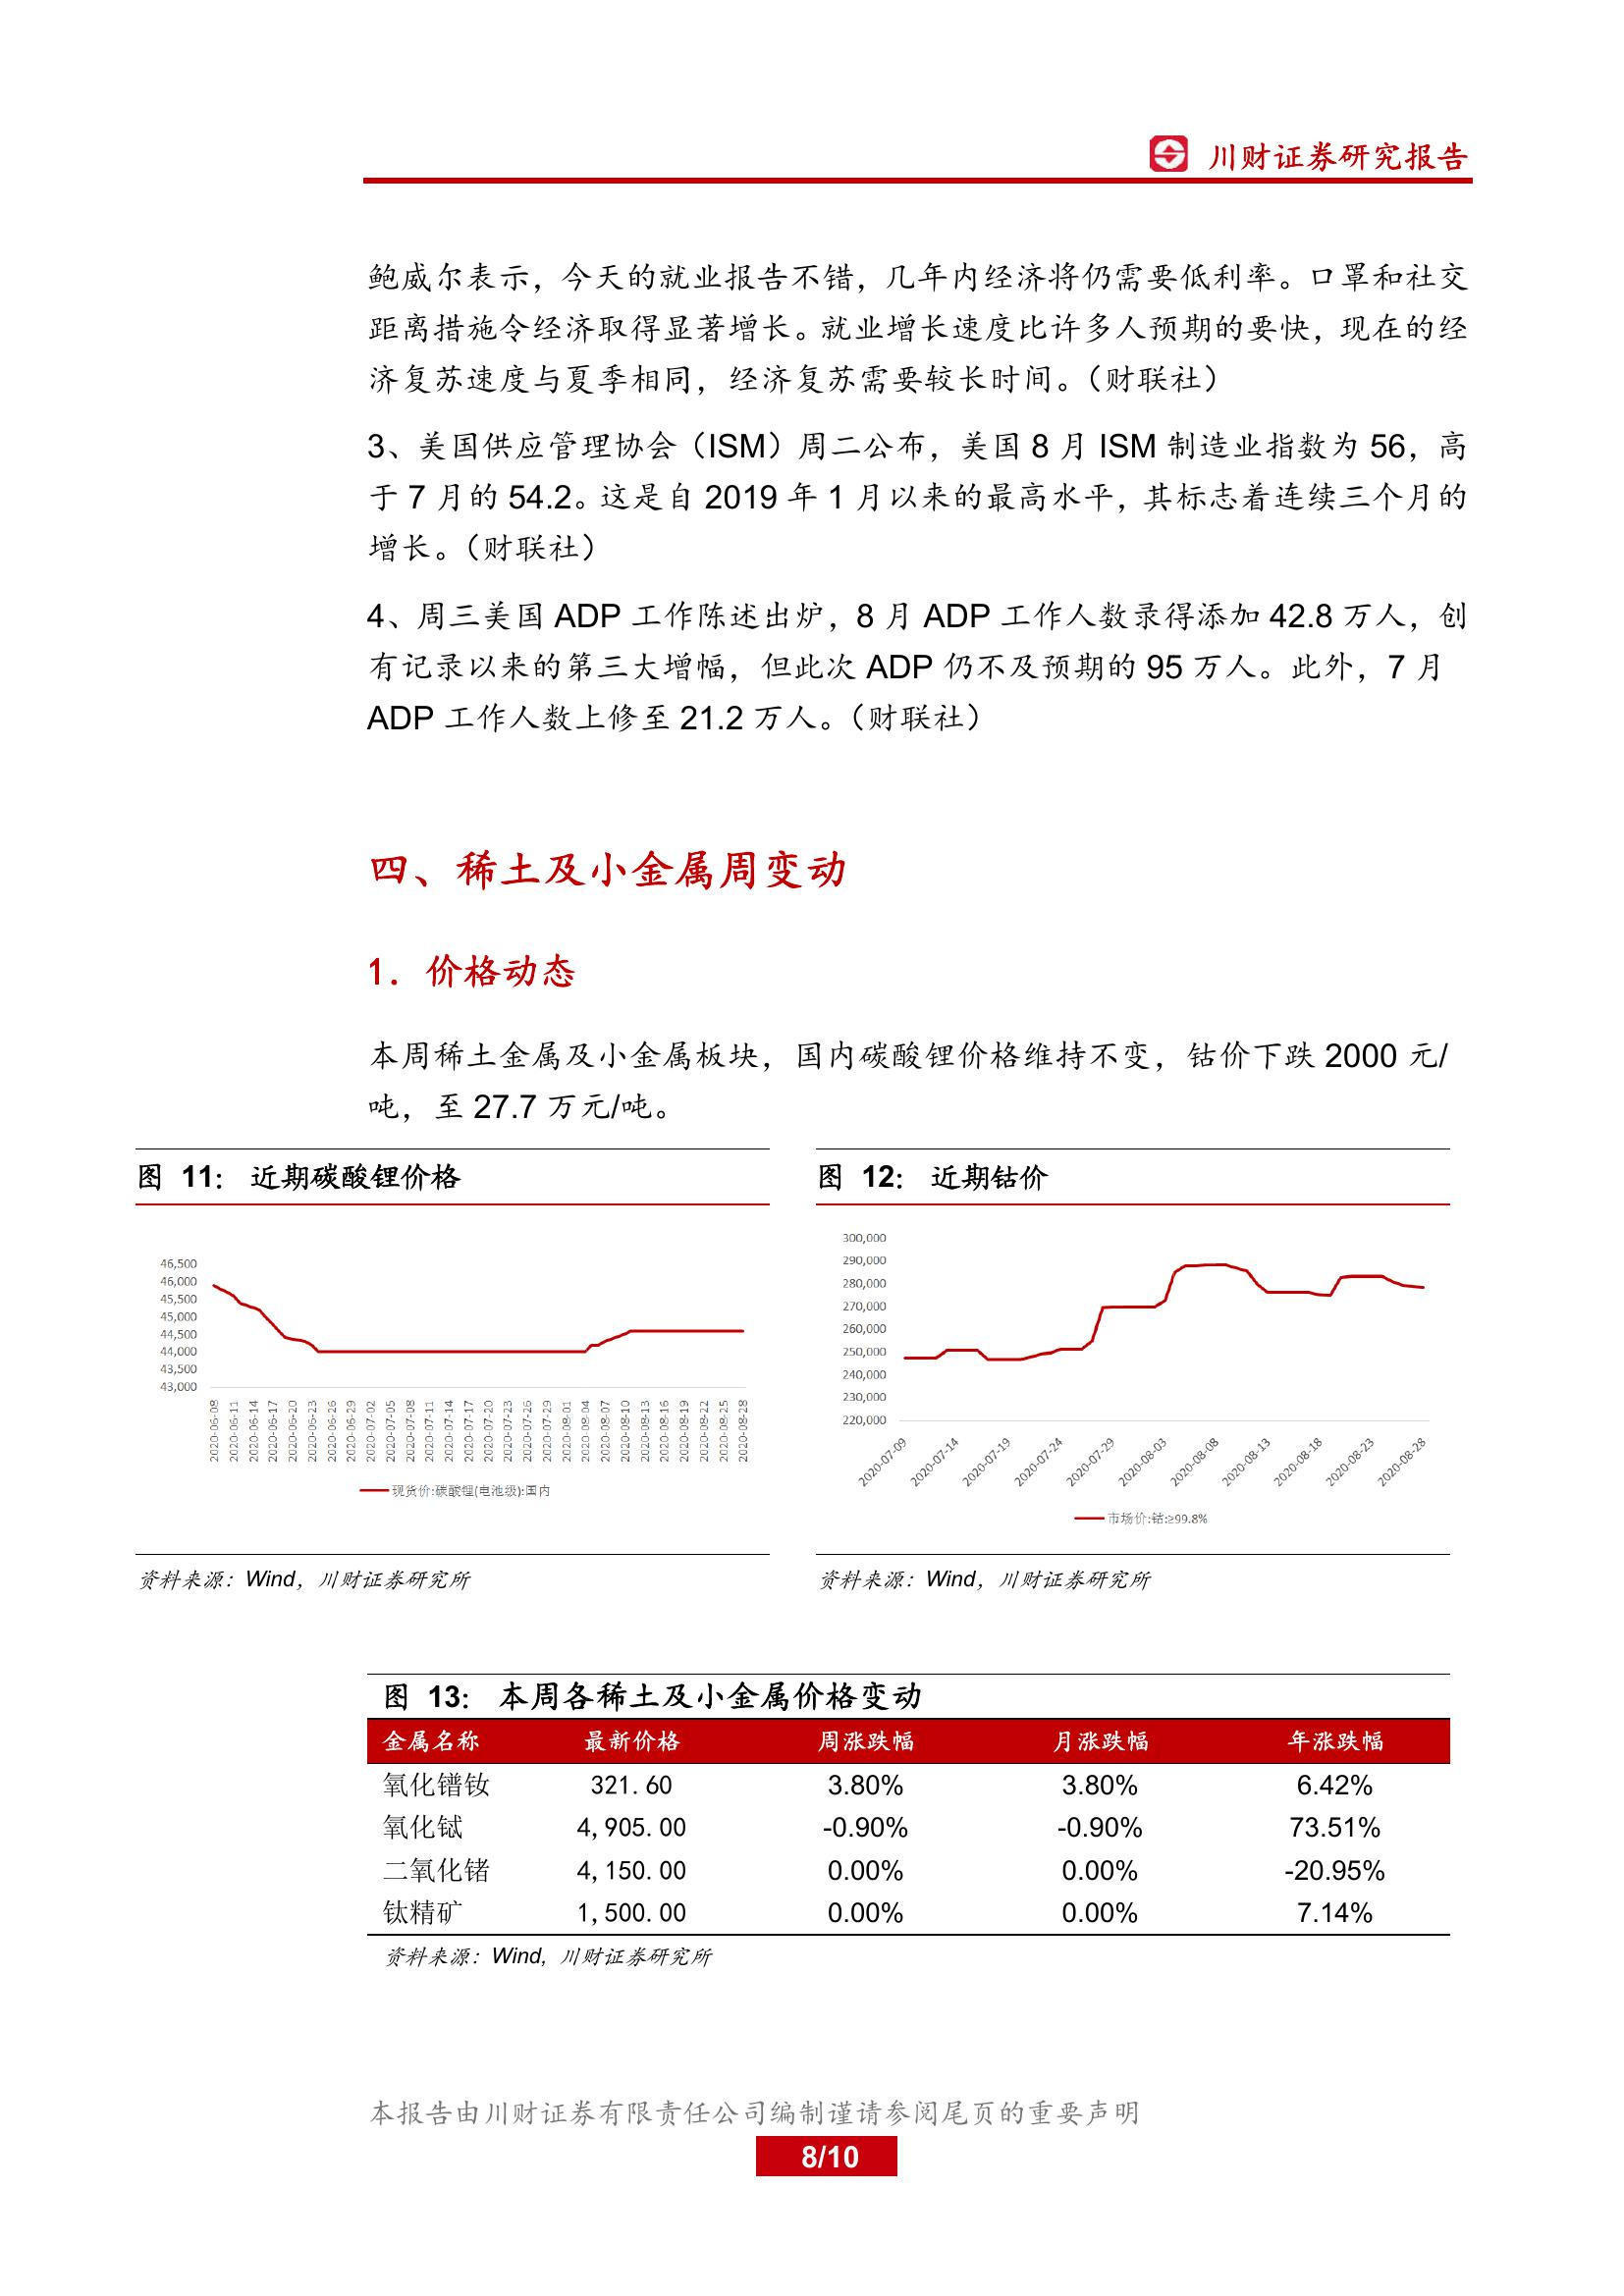 川财证券研究报告
鲍威尔表示，今天的就业报告不错，几年内经济将仍需要低利率。口罩和社交
距离措施令经济取得显著增长。就业增长速度比许多人预期的要快，现在的经
济复苏速度与夏季相同，经济复苏需要较长时间。（财联社）
3、美国供应管理协会（ISM）周二公布，美国 8 月 ISM 制造业指数为 56，高
于 7 月的 54.2。这是自 2019 年 1 月以来的最高水平，其标志着连续三个月的
增长。（财联社）
4、周三美国 ADP 工作陈述出炉，8 月 ADP 工作人数录得添加 42.8 万人，创
有记录以来的第三大增幅，但此次 ADP 仍不及预期的 95 万人。此外，7 月
ADP 工作人数上修至 21.2 万人。（财联社）
四、稀土及小金属周变动
1. 价格动态
本周稀土金属及小金属板块，国内碳酸锂价格维持不变，钴价下跌 2000 元/
吨，至 27.7 万元/吨。
图 11： 近期碳酸锂价格
46,500
46,000
45,500
45,000
44,500
44,000
43,500
43,000
2020-06-08 2020-06-11 2020-06-14 2020-06-17 2020-06-20 2020-06-23 2020-06-26 2020-06-29 2020-07-02 2020-07-05 2020-07-08 2020-07-11 2020-07-14 2020-07-17 2020-07-20 2020-07-23 2020-07-26 2020-07-29 2020-08-01 2020-08-04 2020-08-07 2020-08-10 2020-08-13 2020-08-16 2020-08-19 2020-08-22 2020-08-25 2020-08-28
现货价:碳酸锂(电池级):国内
资料来源：Wind，川财证券研究所
图 12： 近期钴价
300,000
290,000
280,000
270,000
260,000
250,000
240,000
230,000
220,000
2020-07-09 2020-07-14 2020-07-19 2020-07-24 2020-07-29 2020-08-03 2020-08-08 2020-08-13 2020-08-18 2020-08-23 2020-08-28
市场价:钴:≥99.8%
资料来源：Wind，川财证券研究所
图 13： 本周各稀土及小金属价格变动
金属名称 最新价格 周涨跌幅 月涨跌幅 年涨跌幅
氧化镨钕 321.60 3.80% 3.80% 6.42%
氧化铽 4,905.00 -0.90% -0.90% 73.51%
二氧化锗 4,150.00 0.00% 0.00% -20.95%
钛精矿 1,500.00 0.00% 0.00% 7.14%
资料来源：Wind, 川财证券研究所
本报告由川财证券有限责任公司编制谨请参阅尾页的重要声明
8/10